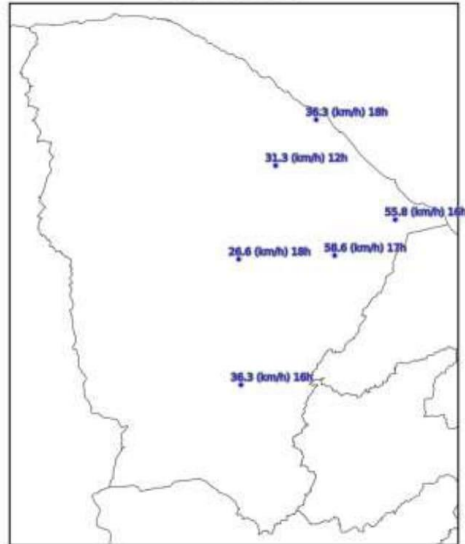 36.3 (km/h) 18h
31.3 (km/h) 12h
55.8 (km/h) 16h
26.6 (km/h) 18h
58.6 (km/h) 17h
36.3 (km/h) 16h